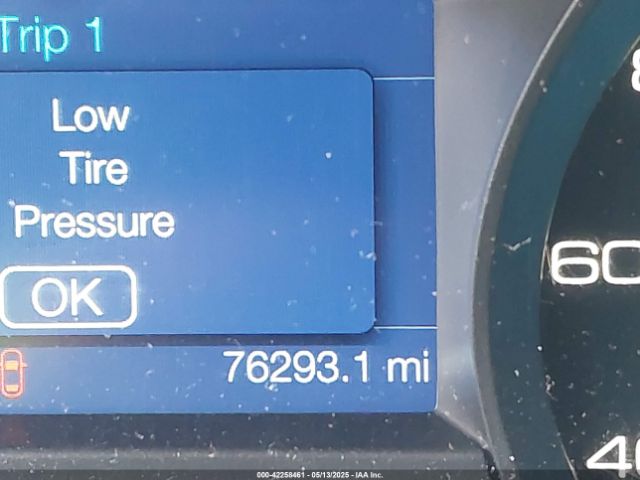 Trip 1
Low
Tire
Pressure
OK
76293.1 mi
60
000-42258461 - 05/13/2025 - IAA Inc.